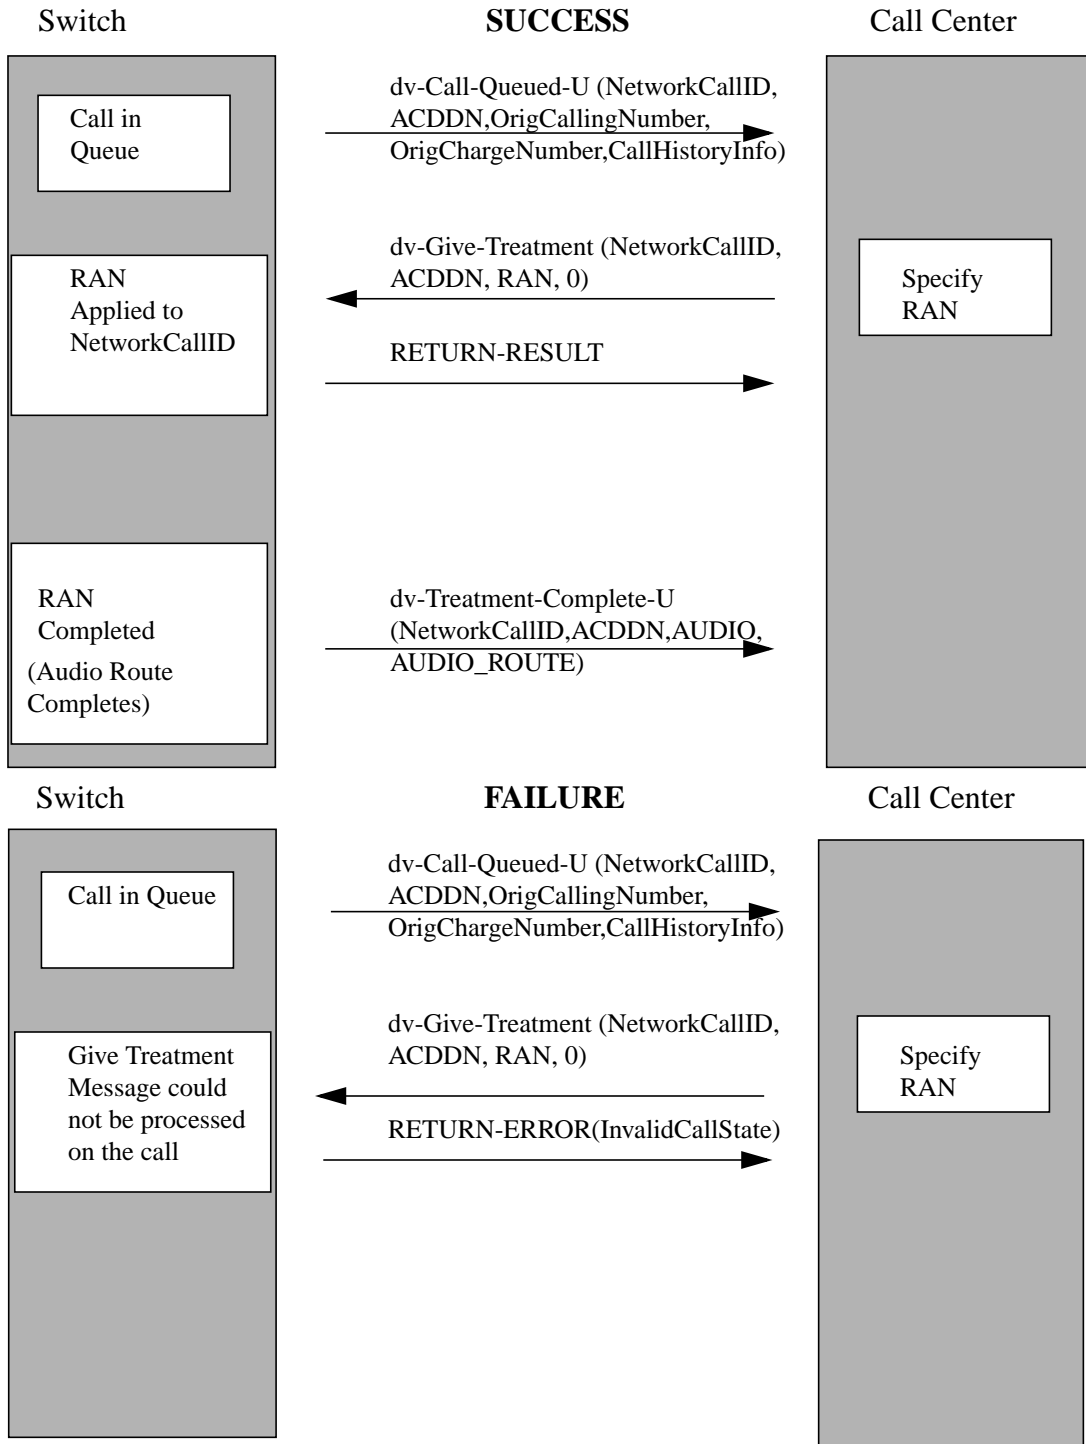 Switch
SUCCESS
Call Center
Call in
Queue
dv-Call-Queued-U (NetworkCallID,
ACDDN,OrigCallingNumber,
OrigChargeNumber,CallHistoryInfo)
dv-Give-Treatment (NetworkCallID,
ACDDN, RAN, 0)
Specify
RAN
RAN
Applied to
NetworkCallID
RETURN-RESULT
RAN
Completed
(Audio Route
Completes)
dv-Treatment-Complete-U
(NetworkCallID,ACDDN,AUDIO,
AUDIO_ROUTE)
Switch
FAILURE
Call Center
Call in Queue
dv-Call-Queued-U (NetworkCallID,
ACDDN,OrigCallingNumber,
OrigChargeNumber,CallHistoryInfo)
dv-Give-Treatment (NetworkCallID,
ACDDN, RAN, 0)
Specify
RAN
Give Treatment
Message could
not be processed
on the call
RETURN-ERROR(InvalidCallState)